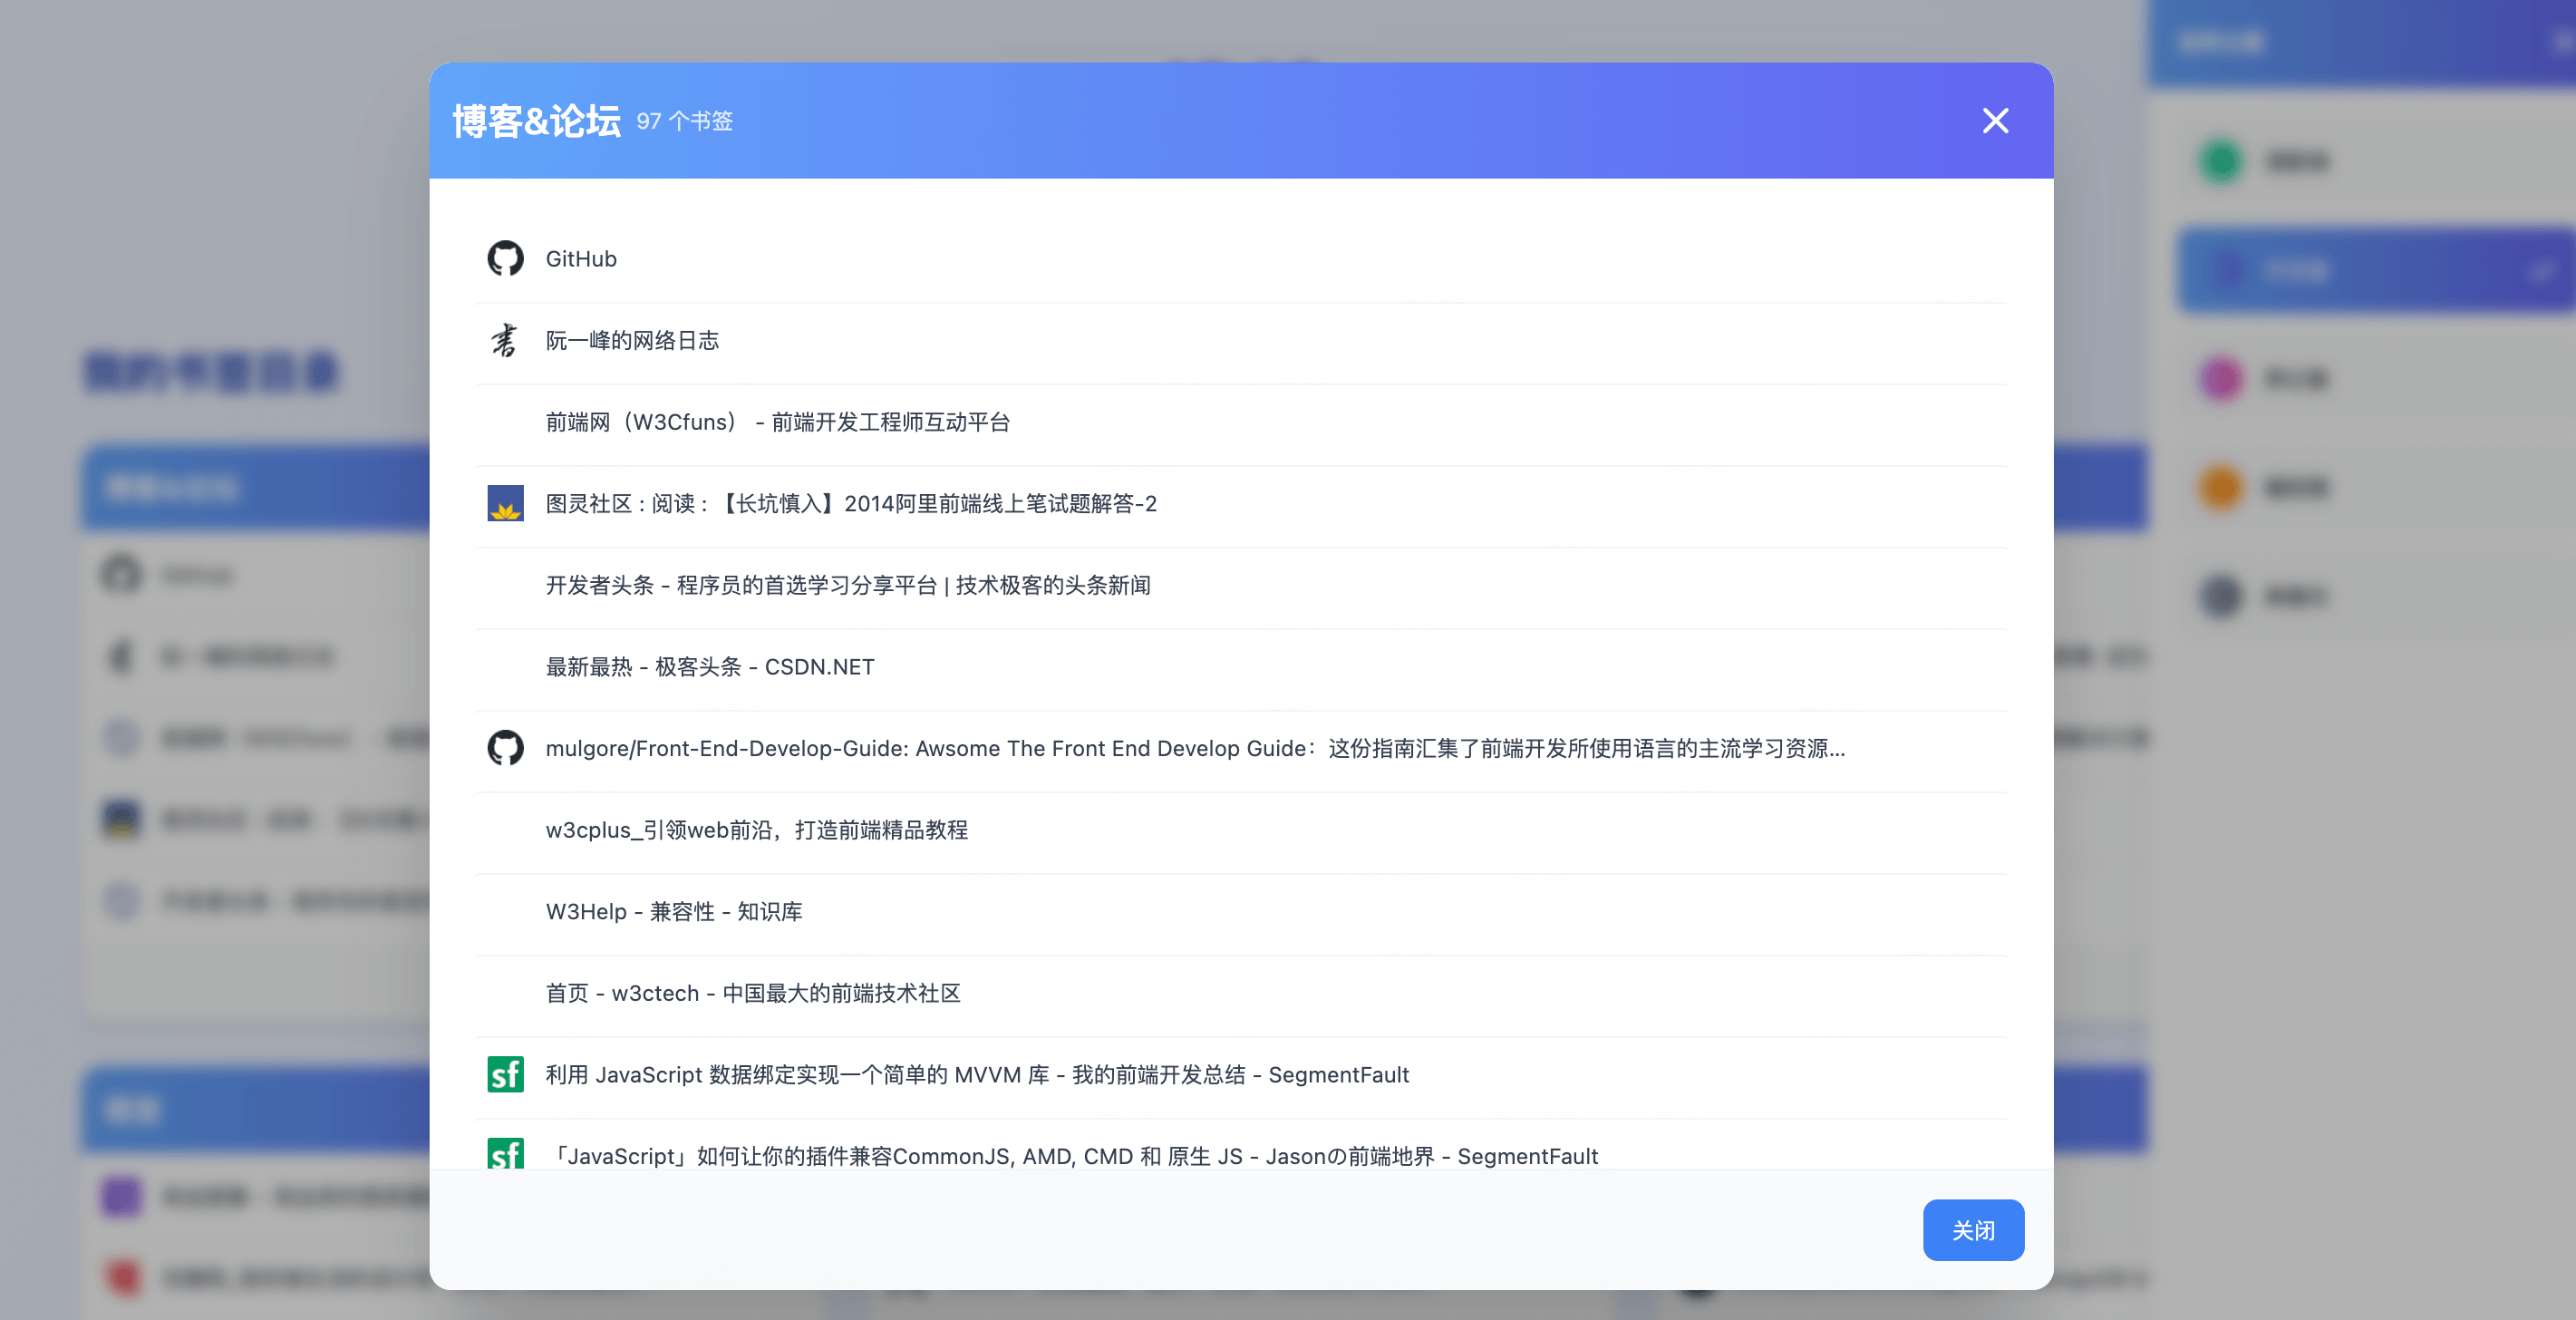 博客&论坛 97 个书签
GitHub
阮一峰的网络日志
前端网（W3Cfuns） - 前端开发工程师互动平台
图灵社区 : 阅读 : 【长坑慎入】2014阿里前端线上笔试题解答-2
开发者头条 - 程序员的首选学习分享平台 | 技术极客的头条新闻
最新最热 - 极客头条 - CSDN.NET
mulgore/Front-End-Develop-Guide: Awsome The Front End Develop Guide：这份指南汇集了前端开发所使用语言的主流学习资源...
w3cplus_引领web前沿，打造前端精品教程
W3Help - 兼容性 - 知识库
首页 - w3ctech - 中国最大的前端技术社区
sf 利用 JavaScript 数据绑定实现一个简单的 MVVM 库 - 我的前端开发总结 - SegmentFault
sf 「JavaScript」如何让你的插件兼容CommonJS, AMD, CMD 和 原生 JS - Jasonの前端地界 - SegmentFault
关闭
我的书签目录
博客&论坛
GitHub